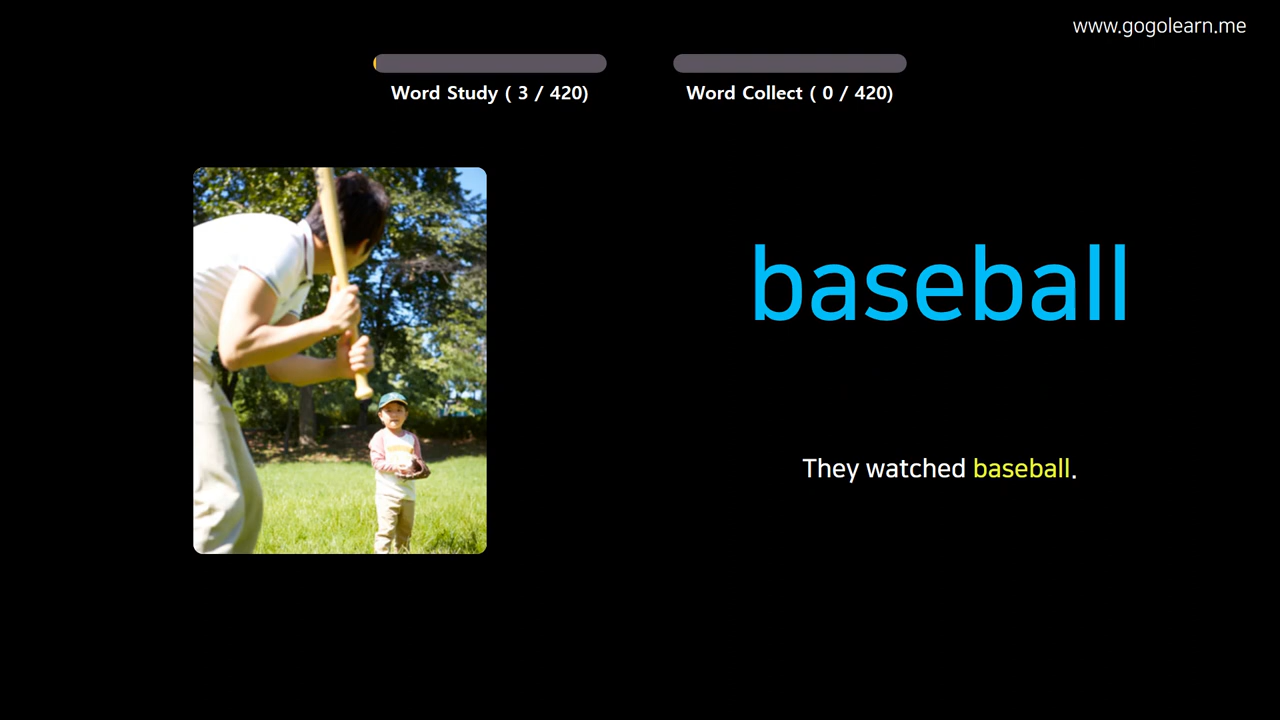 www.gogolearn.me
Word Study ( 3 / 420)
Word Collect ( 0 / 420)
baseball
They watched baseball.